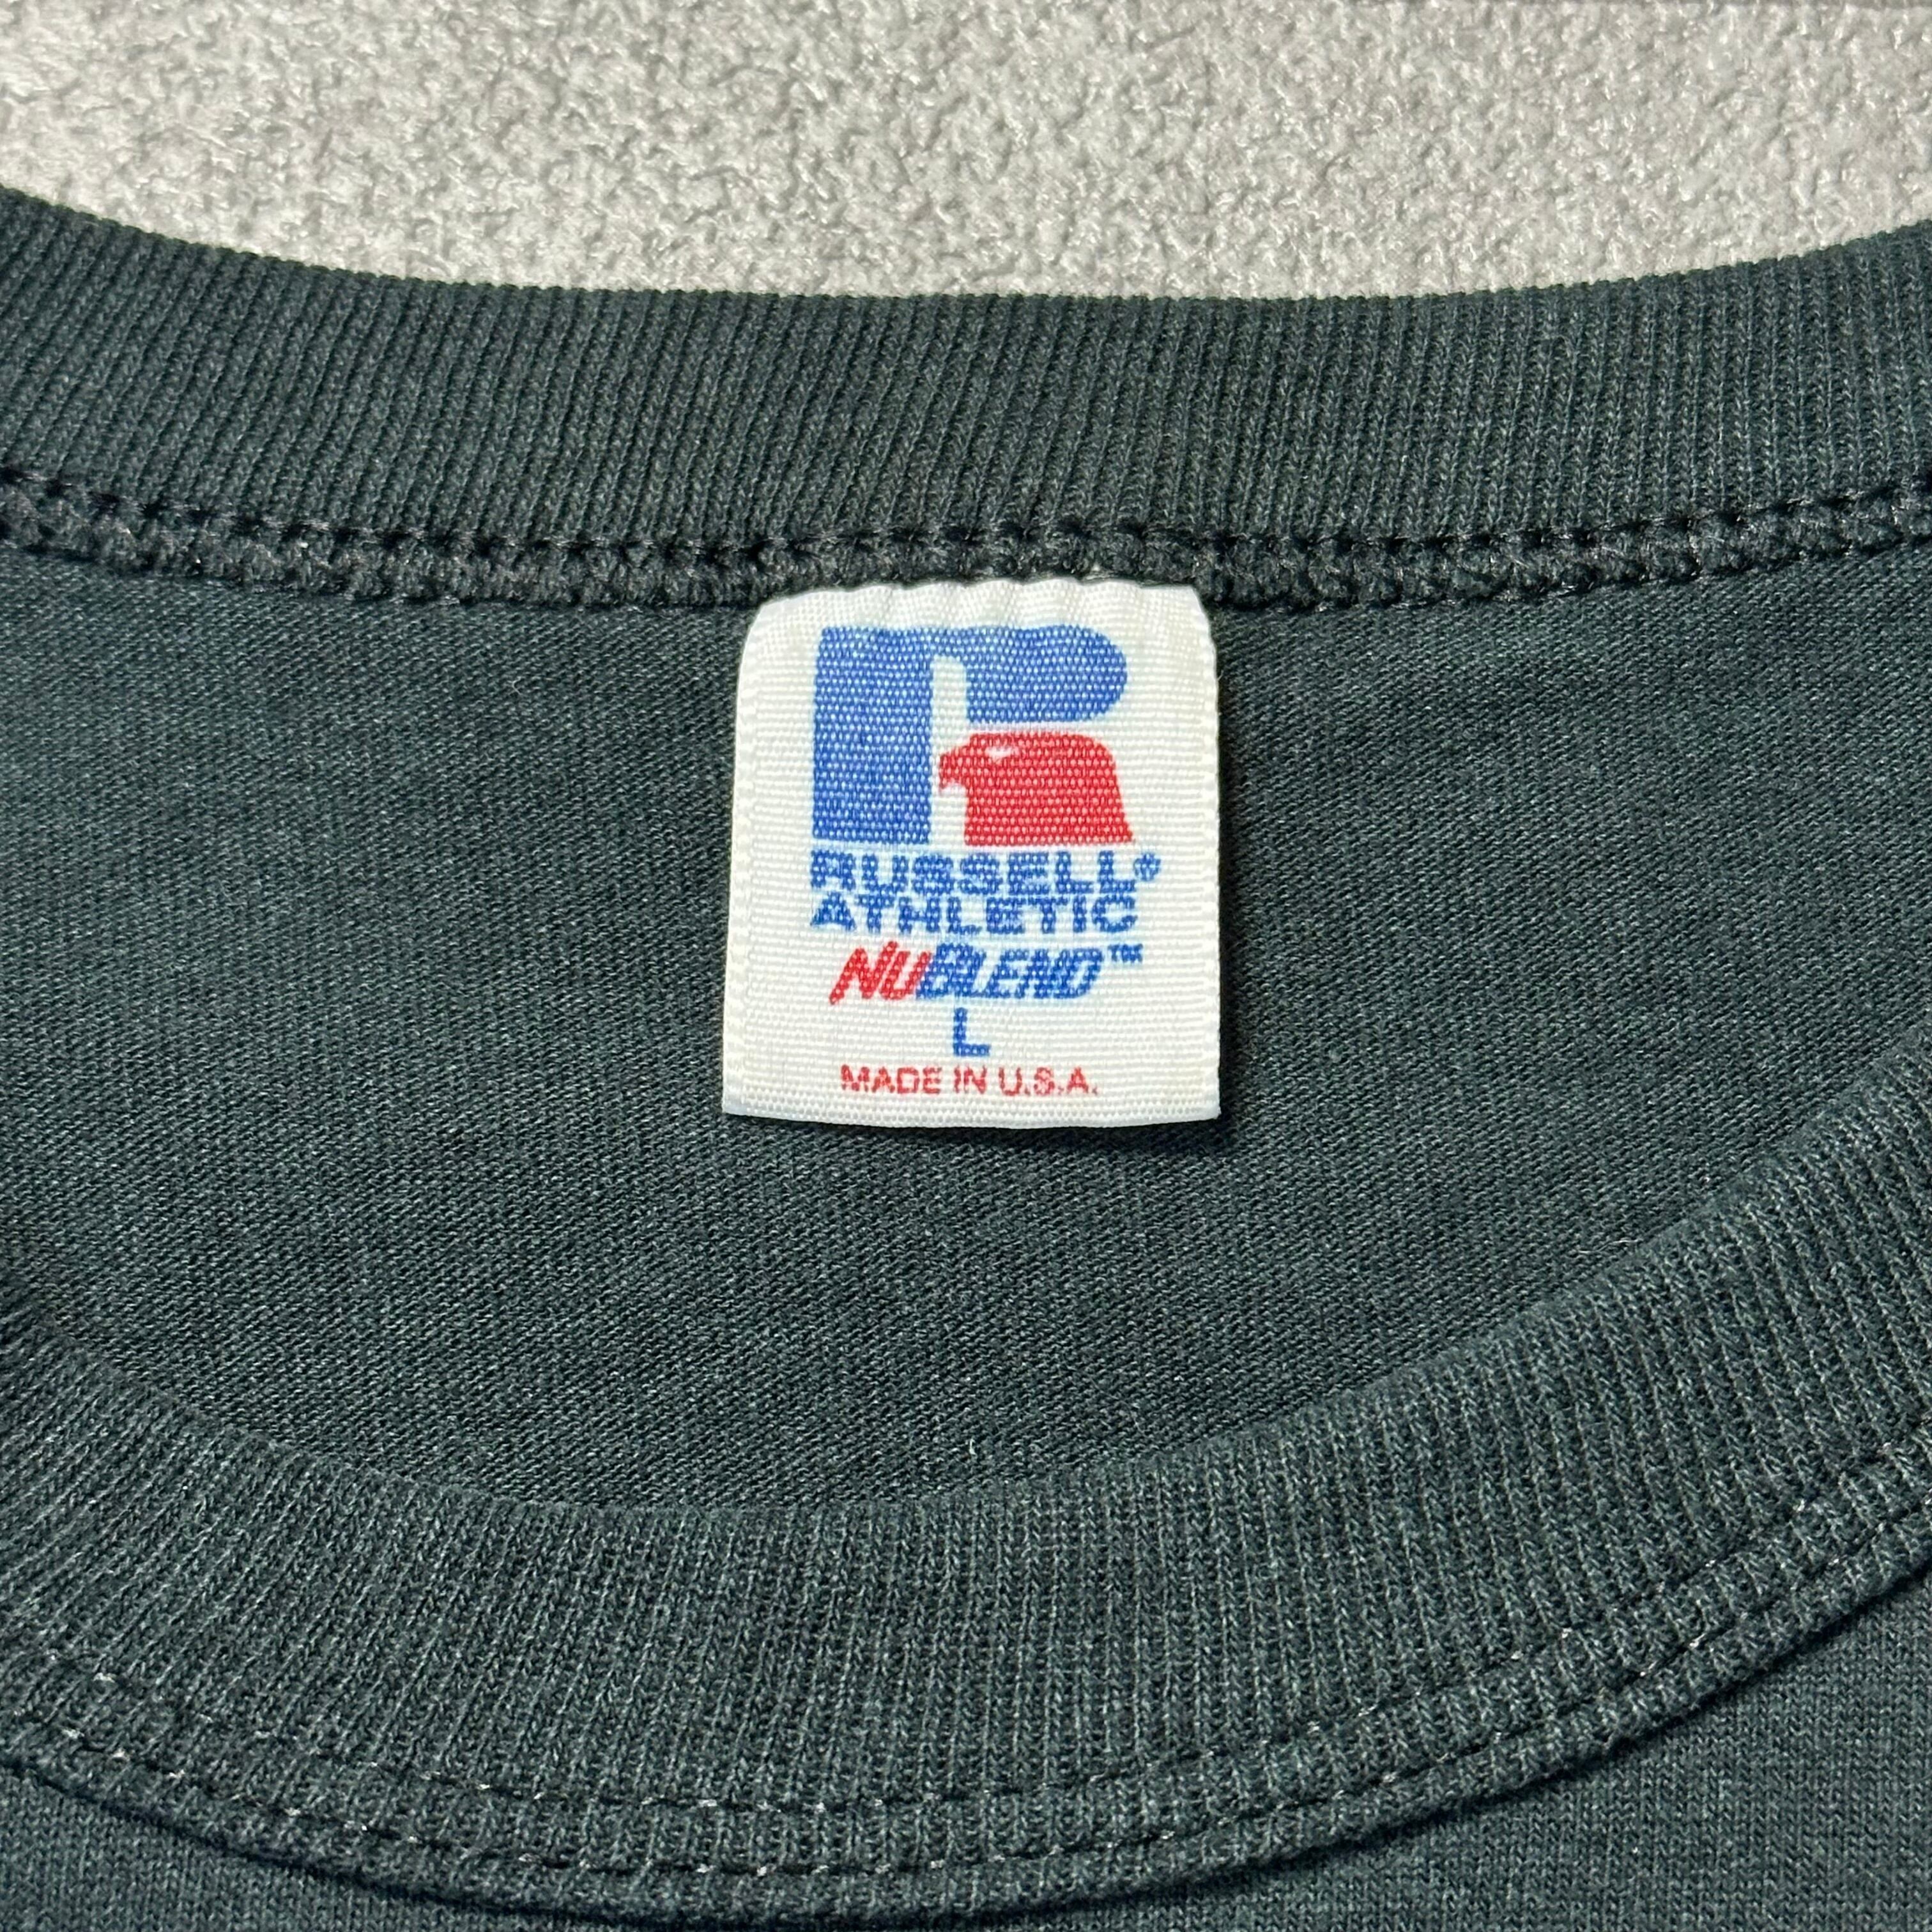 R
RUSSELL®
ATHLETIC
NUBLEND™
L
MADE IN U.S.A.